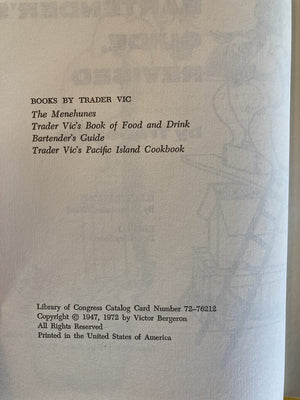 BOOKS BY TRADER VIC
The Menehunes
Trader Vic's Book of Food and Drink
Bartender's Guide
Trader Vic's Pacific Island Cookbook
Library of Congress Catalog Card Number 72–76212
Copyright © 1947, 1972 by Victor Bergeron
All Rights Reserved
Printed in the United States of America